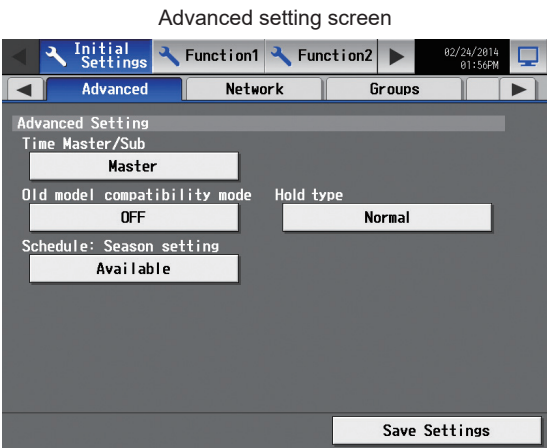 Advanced setting screen
Initial Settings
Function1
Function2
02/24/2014
01:56PM
Advanced
Network
Groups
Advanced Setting
Time Master/Sub
Master
Old model compatibility mode
Hold type
OFF
Normal
Schedule: Season setting
Available
Save Settings